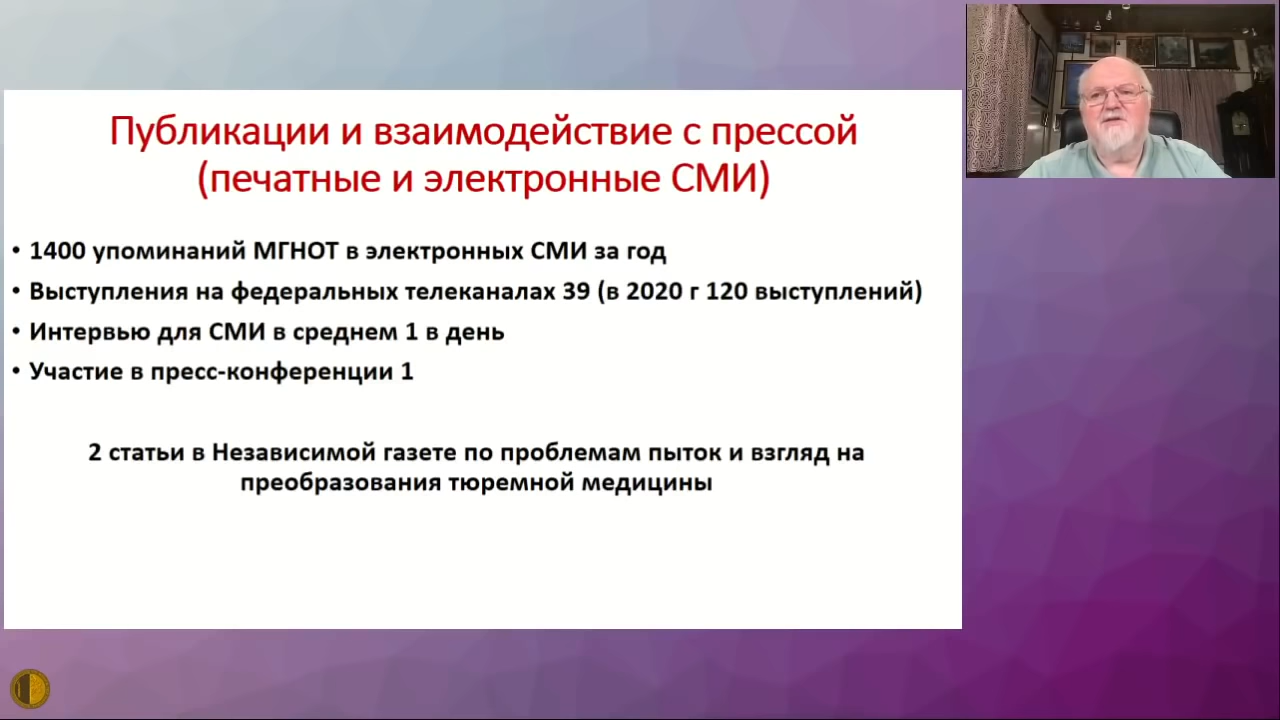 Публикации и взаимодействие с прессой
(печатные и электронные СМИ)
• 1400 упоминаний МГНОТ в электронных СМИ за год
• Выступления на федеральных телеканалах 39 (в 2020 г 120 выступлений)
• Интервью для СМИ в среднем 1 в день
• Участие в пресс-конференции 1
2 статьи в Независимой газете по проблемам пыток и взгляд на
преобразования тюремной медицины